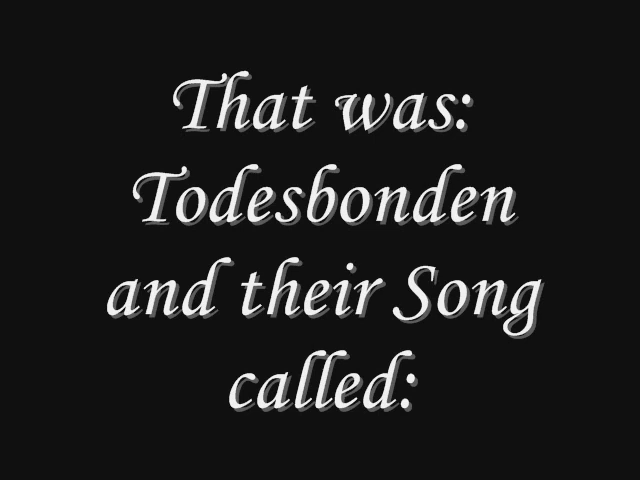 That was:
Todesbonden
and their Song
called: